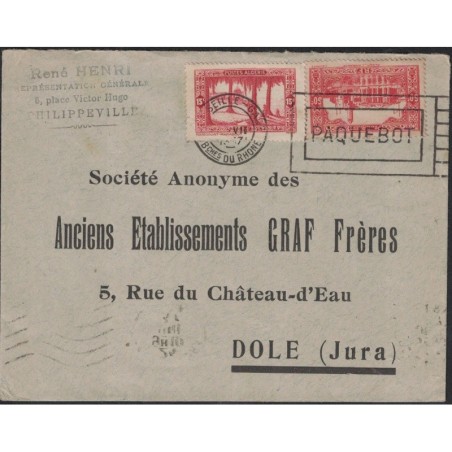 René HENRI
REPRÉSENTATION GÉNÉRALE
8, place Victor Hugo
PHILIPPEVILLE
POSTES ALGERIE
BCHES DU RHONE
PAQUEBOT
Société Anonyme des
Anciens Etablissements GRAF Frères
5, Rue du Château-d'Eau
DOLE (Jura)